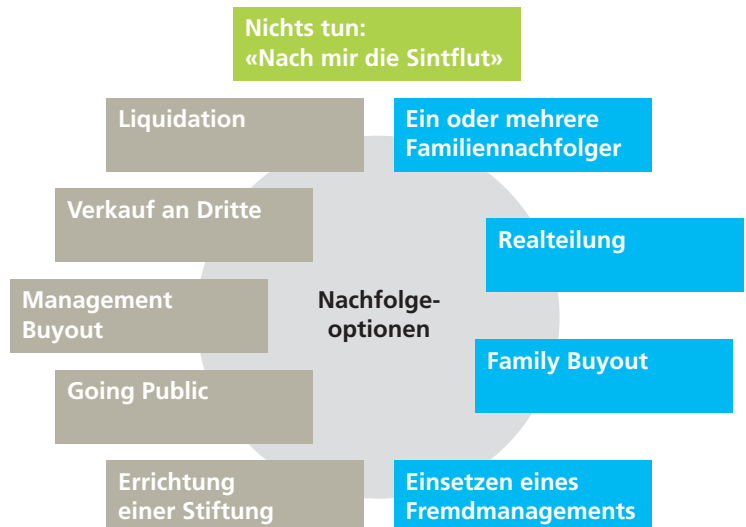 Nichts tun:
«Nach mir die Sintflut»
Liquidation
Ein oder mehrere
Familiennachfolger
Verkauf an Dritte
Realteilung
Management
Buyout
Nachfolge-
optionen
Family Buyout
Going Public
Errichtung
einer Stiftung
Einsetzen eines
Fremdmanagements